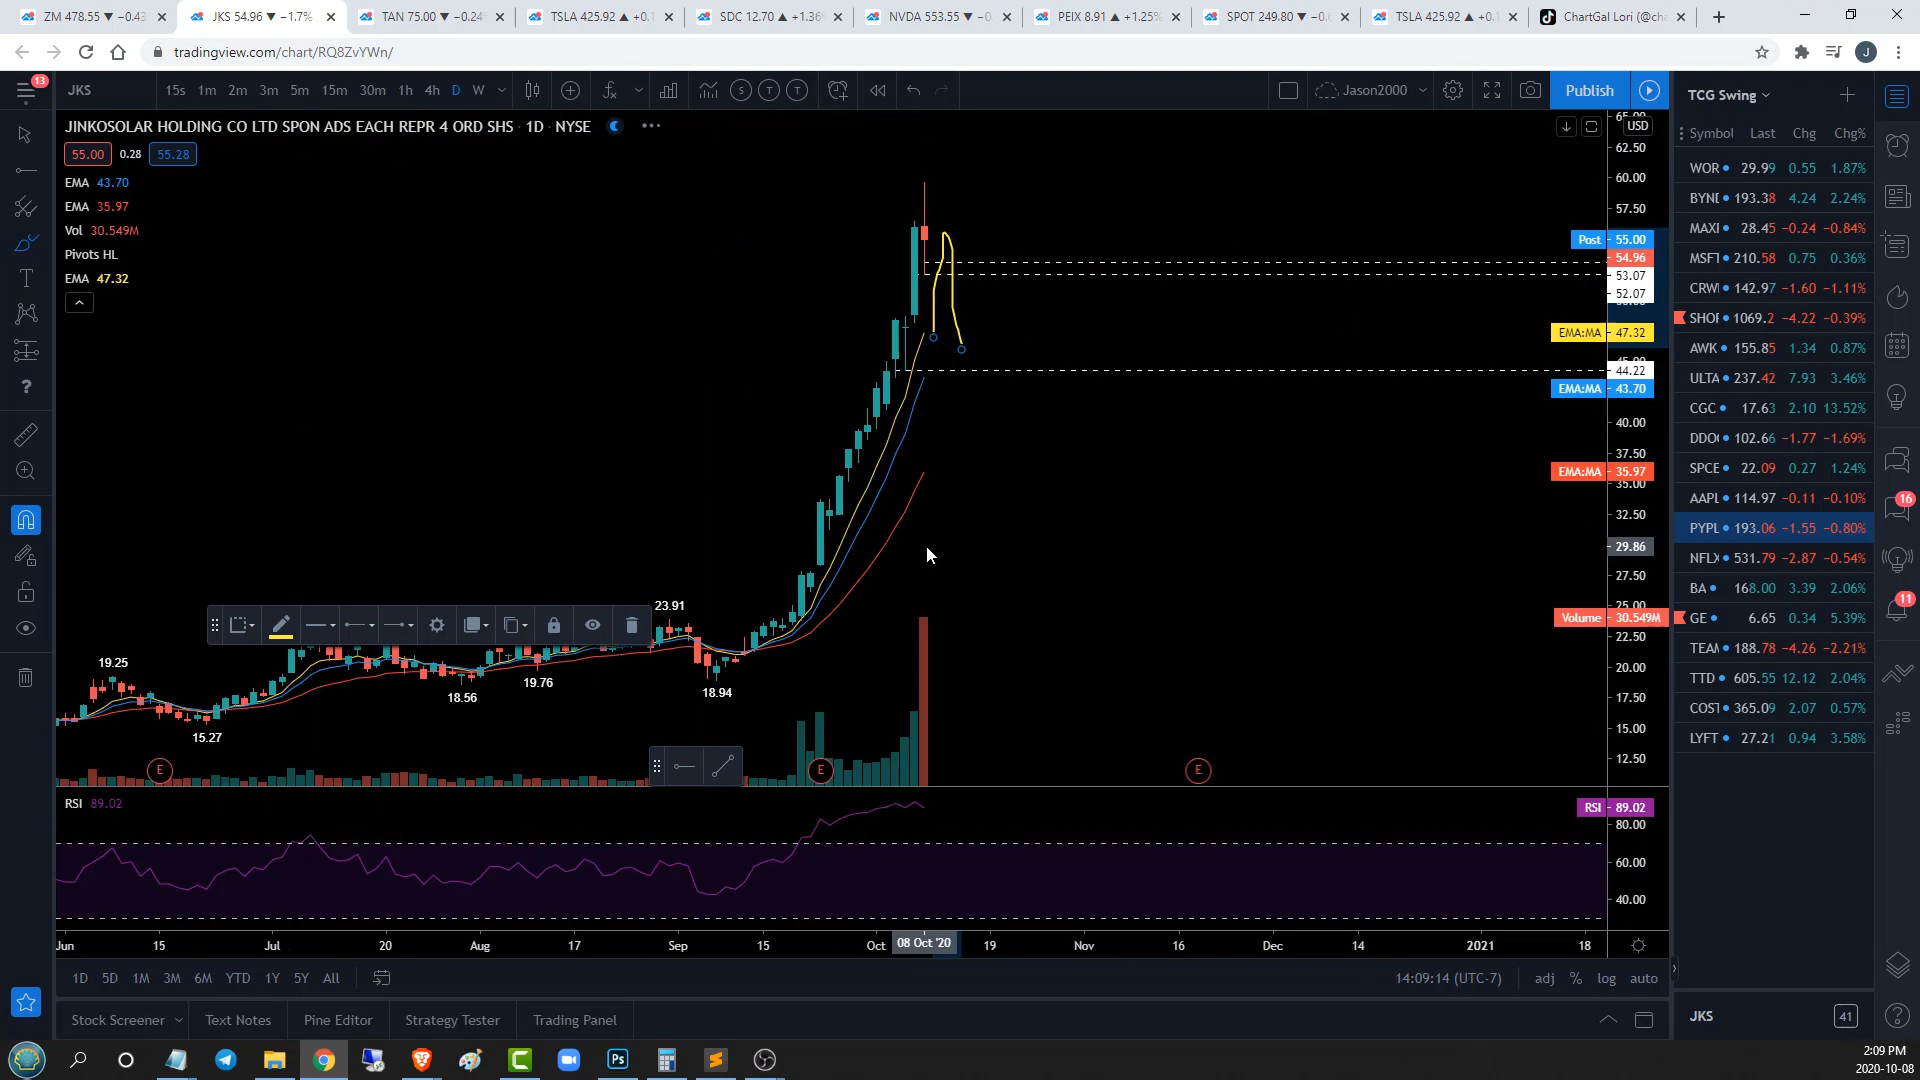 ZM 478.55 ▼ −0.43
JKS 54.96 ▼ −1.7%
TAN 75.00 ▼ −0.24
TSLA 425.92 ▲ +0.1
SDC 12.70 ▲ +1.36
NVDA 553.55 ▼ −0
PEIX 8.91 ▲ +1.25%
SPOT 249.80 ▼ −0.
TSLA 425.92 ▲ +0.1
ChartGal Lori (@cha
tradingview.com/chart/RQ8ZvYWn/
J
13
JKS
15s 1m 2m 3m 5m 15m 30m 1h 4h D W
S T T
Jason2000
Publish
TCG Swing
JINKOSOLAR HOLDING CO LTD SPON ADS EACH REPR 4 ORD SHS · 1D · NYSE
55.00 0.28 55.28
EMA 43.70
EMA 35.97
Vol 30.549M
Pivots HL
EMA 47.32
USD
65.00
62.50
60.00
57.50
Post 55.00
54.96
53.07
52.07
EMA:MA 47.32
45.00
44.22
EMA:MA 43.70
40.00
37.50
EMA:MA 35.97
35.00
32.50
29.86
27.50
25.00
Volume 30.549M
22.50
20.00
17.50
15.00
12.50
19.25
15.27
18.56
19.76
23.91
18.94
E
E
E
RSI 89.02
RSI 89.02
80.00
60.00
40.00
Jun 15 Jul 20 Aug 17 Sep 15 Oct 08 Oct '20 19 Nov 16 Dec 14 2021 18
1D 5D 1M 3M 6M YTD 1Y 5Y All
14:09:14 (UTC-7) adj % log auto
Stock Screener Text Notes Pine Editor Strategy Tester Trading Panel
Symbol Last Chg Chg%
WOR 29.99 0.55 1.87%
BYNI 193.38 4.24 2.24%
MAXI 28.45 −0.24 −0.84%
MSFT 210.58 0.75 0.36%
CRWI 142.97 −1.60 −1.11%
SHOP 1069.2 −4.22 −0.39%
AWK 155.85 1.34 0.87%
ULTA 237.42 7.93 3.46%
CGC 17.63 2.10 13.52%
DDO 102.66 −1.77 −1.69%
SPCE 22.09 0.27 1.24%
AAPL 114.97 −0.11 −0.10%
PYPL 193.06 −1.55 −0.80%
NFLX 531.79 −2.87 −0.54%
BA 168.00 3.39 2.06%
GE 6.65 0.34 5.39%
TEAM 188.78 −4.26 −2.21%
TTD 605.55 12.12 2.04%
COST 365.09 2.07 0.57%
LYFT 27.21 0.94 3.58%
16
11
JKS 41
Ps
2:09 PM
2020-10-08